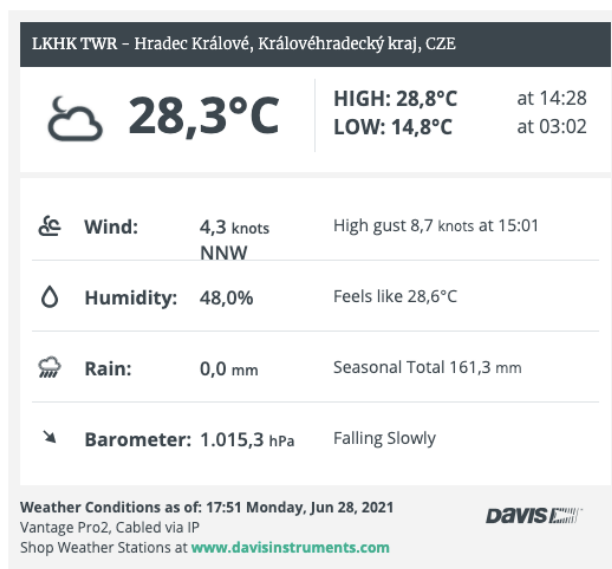 LKHK TWR - Hradec Králové, Královéhradecký kraj, CZE
28,3°C
HIGH: 28,8°C at 14:28
LOW: 14,8°C at 03:02
Wind: 4,3 knots NNW High gust 8,7 knots at 15:01
Humidity: 48,0% Feels like 28,6°C
Rain: 0,0 mm Seasonal Total 161,3 mm
Barometer: 1.015,3 hPa Falling Slowly
Weather Conditions as of: 17:51 Monday, Jun 28, 2021
Vantage Pro2, Cabled via IP
Shop Weather Stations at www.davisinstruments.com
DAVIS